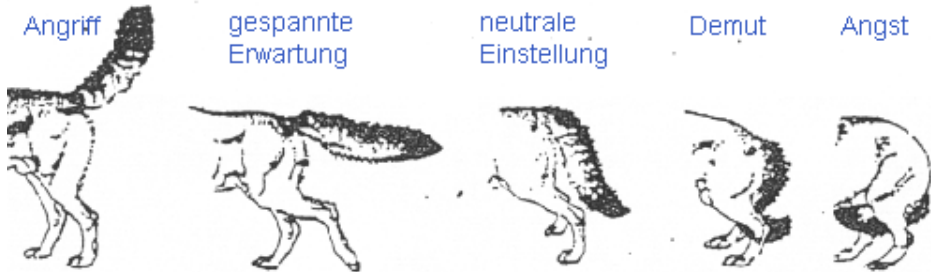 Angriff
gespannte
Erwartung
neutrale
Einstellung
Demut
Angst